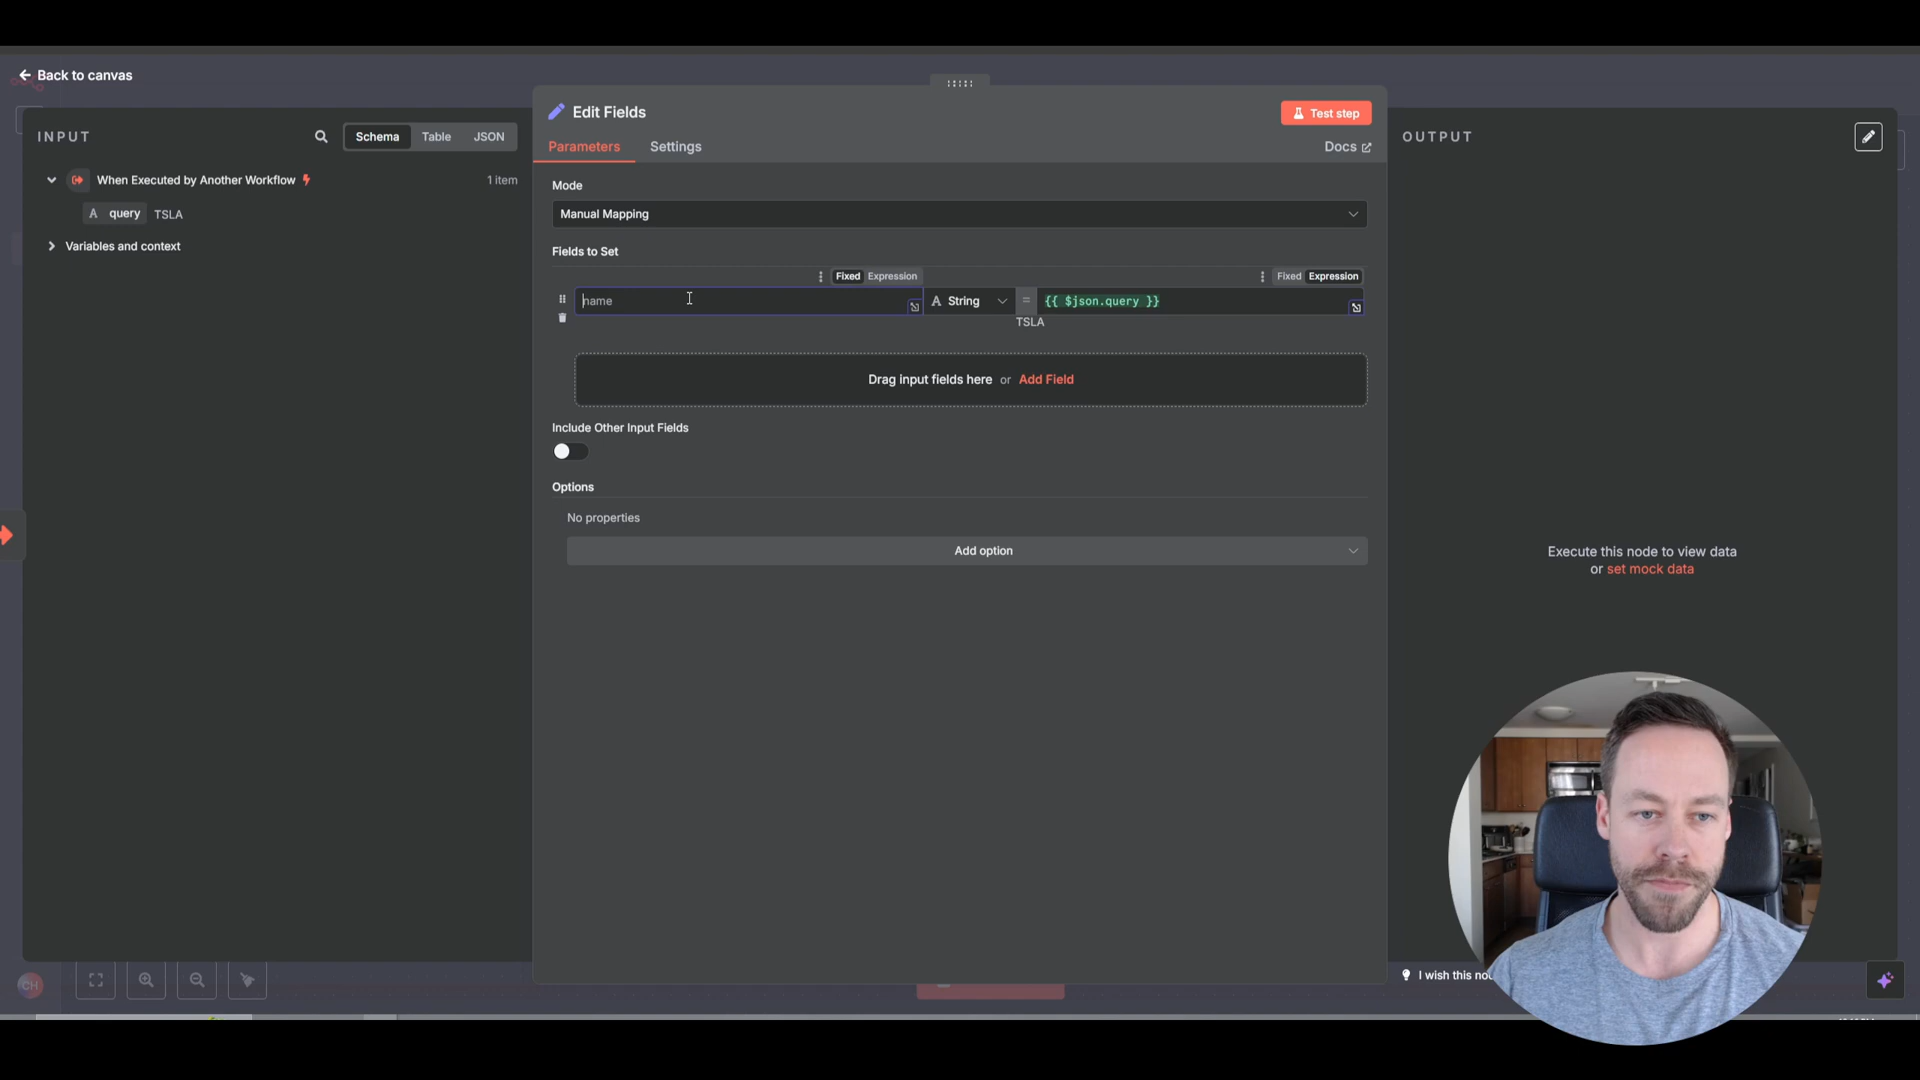 Back to canvas
INPUT
Schema
Table
JSON
When Executed by Another Workflow
1 item
A query TSLA
Variables and context
Edit Fields
Test step
Parameters
Settings
Docs
Mode
Manual Mapping
Fields to Set
Fixed Expression
Fixed Expression
name
A String
=
{{ $json.query }}
TSLA
Drag input fields here or Add Field
Include Other Input Fields
Options
No properties
Add option
OUTPUT
Execute this node to view data
or set mock data
I wish this
CH